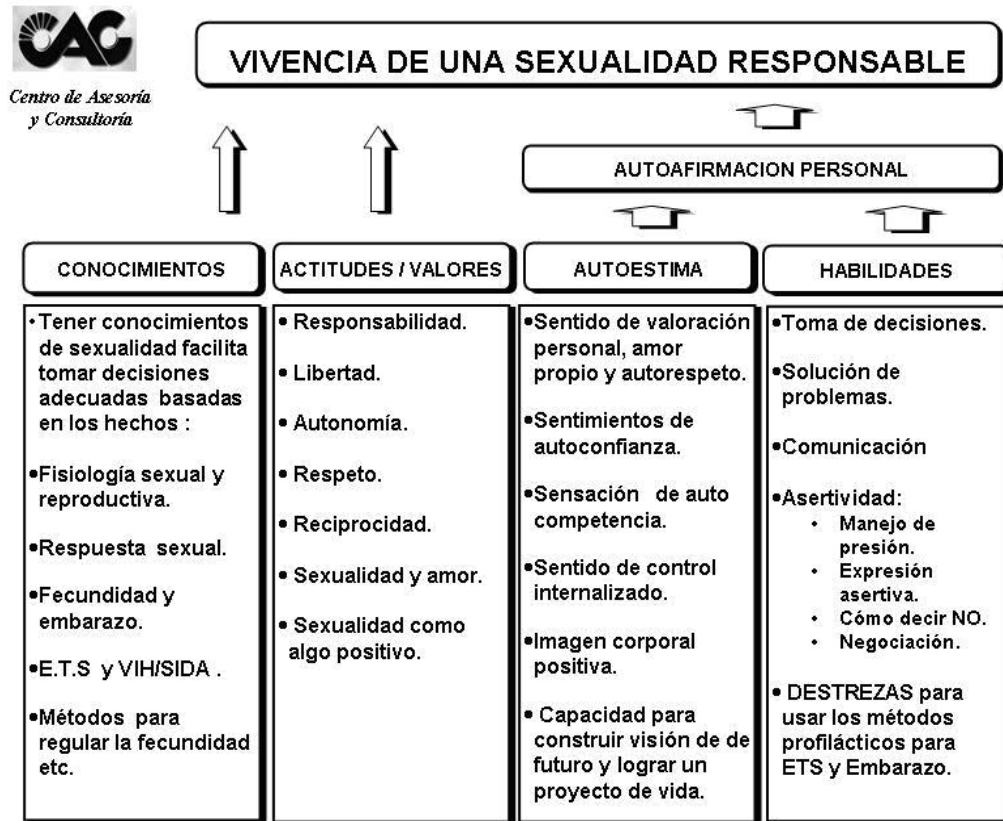 CAC
Centro de Asesoría
y Consultoría
VIVENCIA DE UNA SEXUALIDAD RESPONSABLE
AUTOAFIRMACION PERSONAL
CONOCIMIENTOS
• Tener conocimientos
de sexualidad facilita
tomar decisiones
adecuadas basadas
en los hechos :
•Fisiología sexual y
reproductiva.
•Respuesta sexual.
•Fecundidad y
embarazo.
•E.T.S y VIH/SIDA .
•Métodos para
regular la fecundidad
etc.
ACTITUDES / VALORES
• Responsabilidad.
• Libertad.
• Autonomía.
• Respeto.
• Reciprocidad.
• Sexualidad y amor.
• Sexualidad como
algo positivo.
AUTOESTIMA
•Sentido de valoración
personal, amor
propio y autorespeto.
•Sentimientos de
autoconfianza.
•Sensación de auto
competencia.
•Sentido de control
internalizado.
•Imagen corporal
positiva.
• Capacidad para
construir visión de de
futuro y lograr un
proyecto de vida.
HABILIDADES
•Toma de decisiones.
•Solución de
problemas.
•Comunicación
•Asertividad:
• Manejo de
presión.
• Expresión
asertiva.
• Cómo decir NO.
• Negociación.
• DESTREZAS para
usar los métodos
profilácticos para
ETS y Embarazo.